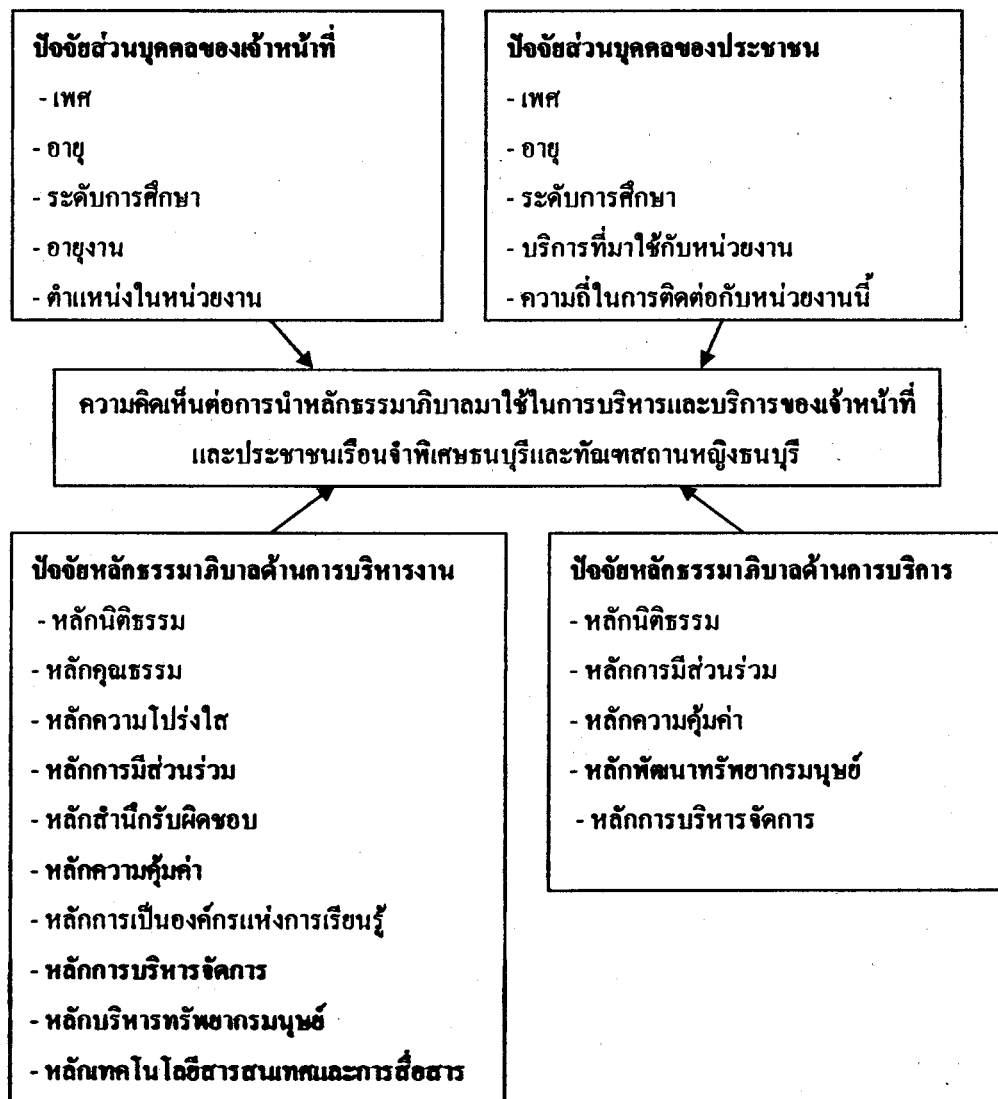 ปัจจัยส่วนบุคคลของเจ้าหน้าที่
- เพศ
- อายุ
- ระดับการศึกษา
- อายุงาน
- ตำแหน่งในหน่วยงาน
ปัจจัยส่วนบุคคลของประชาชน
- เพศ
- อายุ
- ระดับการศึกษา
- บริการที่มาใช้กับหน่วยงาน
- ความถี่ในการติดต่อกับหน่วยงานนี้
ความคิดเห็นต่อการนำหลักธรรมาภิบาลมาใช้ในการบริหารและบริการของเจ้าหน้าที่
และประชาชนเรือนจำพิเศษธนบุรีและทัณฑสถานหญิงธนบุรี
ปัจจัยหลักธรรมาภิบาลด้านการบริหารงาน
- หลักนิติธรรม
- หลักคุณธรรม
- หลักความโปร่งใส
- หลักการมีส่วนร่วม
- หลักสำนึกรับผิดชอบ
- หลักความคุ้มค่า
- หลักการเป็นองค์กรแห่งการเรียนรู้
- หลักการบริหารจัดการ
- หลักบริหารทรัพยากรมนุษย์
- หลักเทคโนโลยีสารสนเทศและการสื่อสาร
ปัจจัยหลักธรรมาภิบาลด้านการบริการ
- หลักนิติธรรม
- หลักการมีส่วนร่วม
- หลักความคุ้มค่า
- หลักพัฒนาทรัพยากรมนุษย์
- หลักการบริหารจัดการ